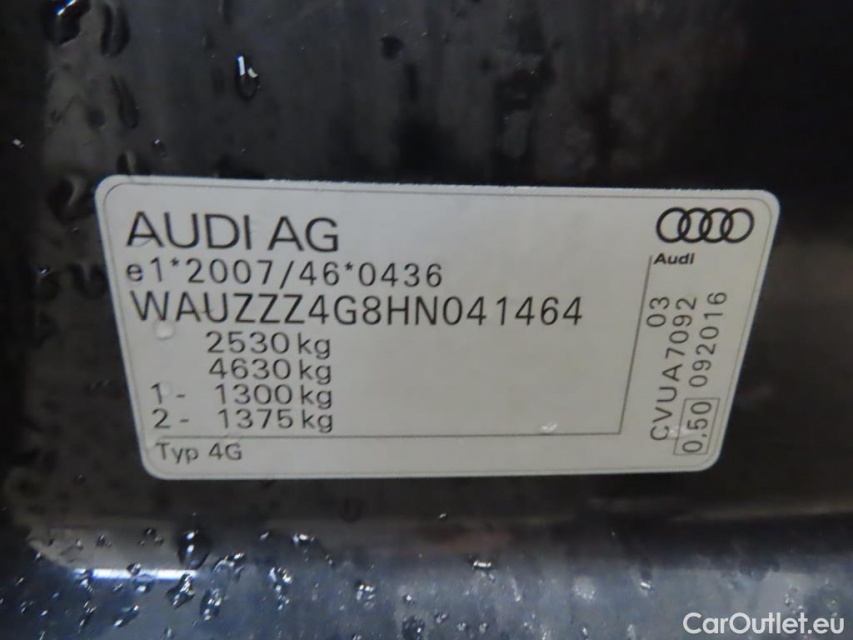 AUDI AG
e1*2007/46*0436
WAUZZZ4G8HN041464
2530 kg
4630 kg
1 - 1300 kg
2 - 1375 kg
Typ 4G
Audi
03
CVUA7092
0,50 092016
CarOutlet.eu